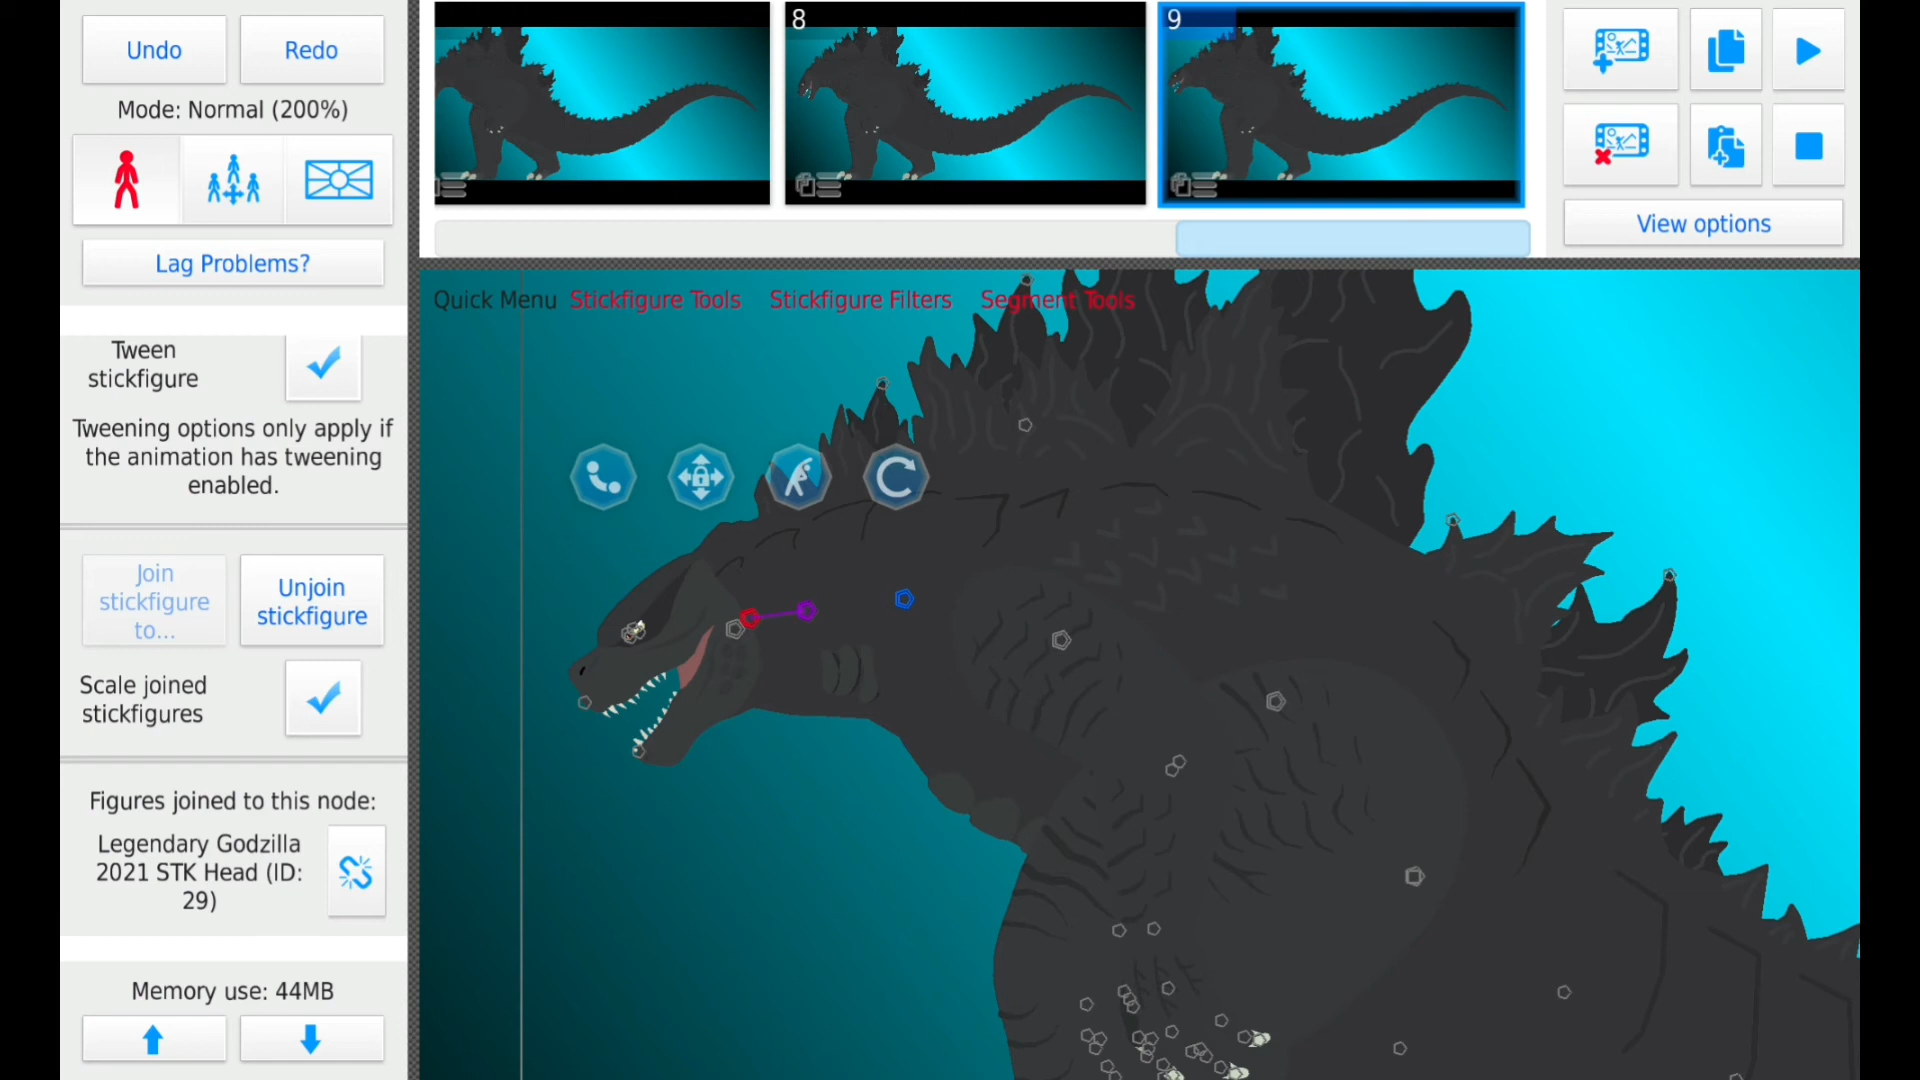 Undo
Redo
Mode: Normal (200%)
Lag Problems?
Tween
stickfigure
Tweening options only apply if
the animation has tweening
enabled.
Join
stickfigure
to...
Unjoin
stickfigure
Scale joined
stickfigures
Figures joined to this node:
Legendary Godzilla
2021 STK Head (ID:
29)
Memory use: 44MB
8
9
View options
Quick Menu
Stickfigure Tools
Stickfigure Filters
Segment Tools